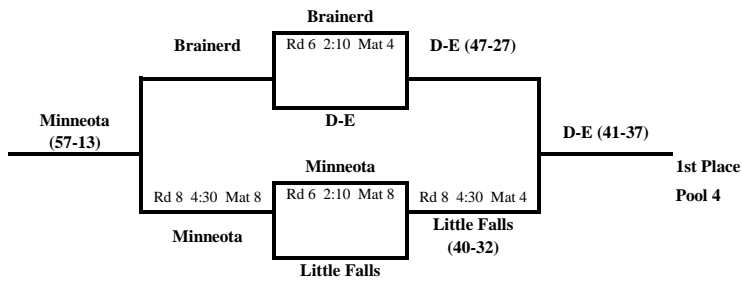 Brainerd
Brainerd
Rd 6 2:10 Mat 4
D-E (47-27)
D-E
Minneota
(57-13)
D-E (41-37)
Minneota
1st Place
Rd 8 4:30 Mat 8
Rd 6 2:10 Mat 8
Rd 8 4:30 Mat 4
Pool 4
Minneota
Little Falls
(40-32)
Little Falls